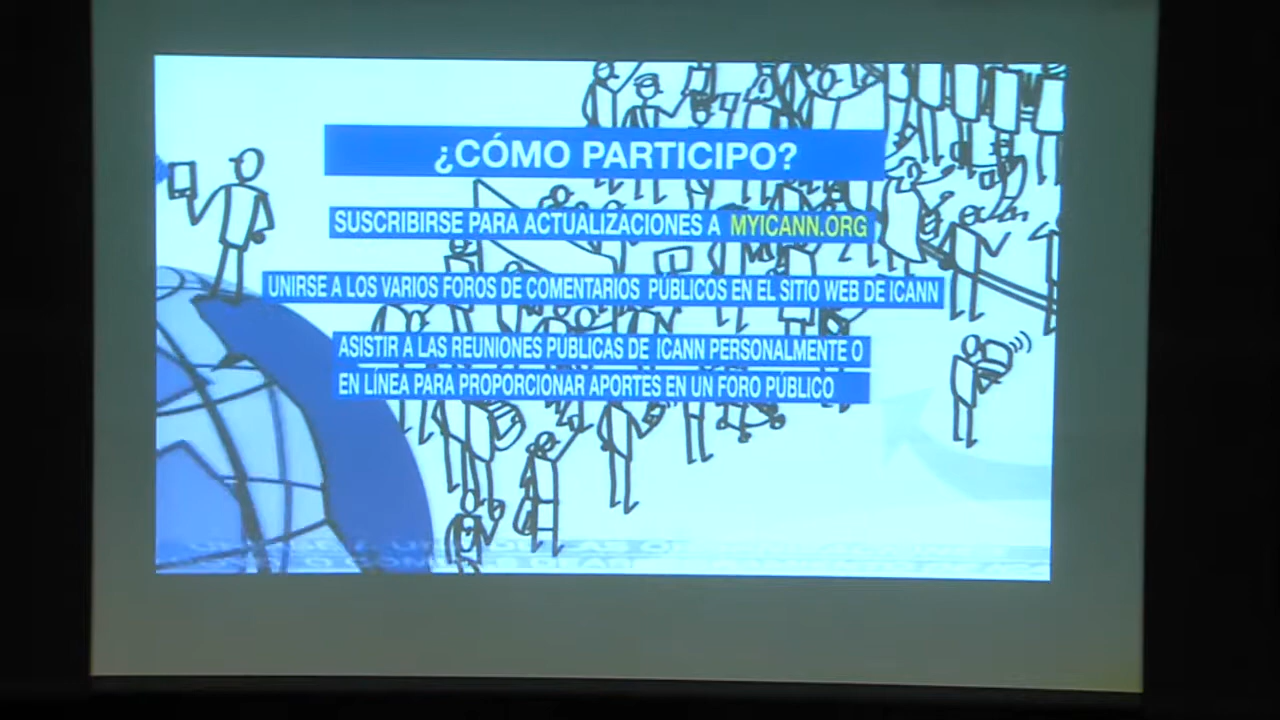 ¿CÓMO PARTICIPO?
SUSCRIBIRSE PARA ACTUALIZACIONES A MYICANN.ORG
UNIRSE A LOS VARIOS FOROS DE COMENTARIOS PUBLICOS EN EL SITIO WEB DE ICANN
ASISTIR A LAS REUNIONES PUBLICAS DE ICANN PERSONALMENTE O
EN LÍNEA PARA PROPORCIONAR APORTES EN UN FORO PÚBLICO